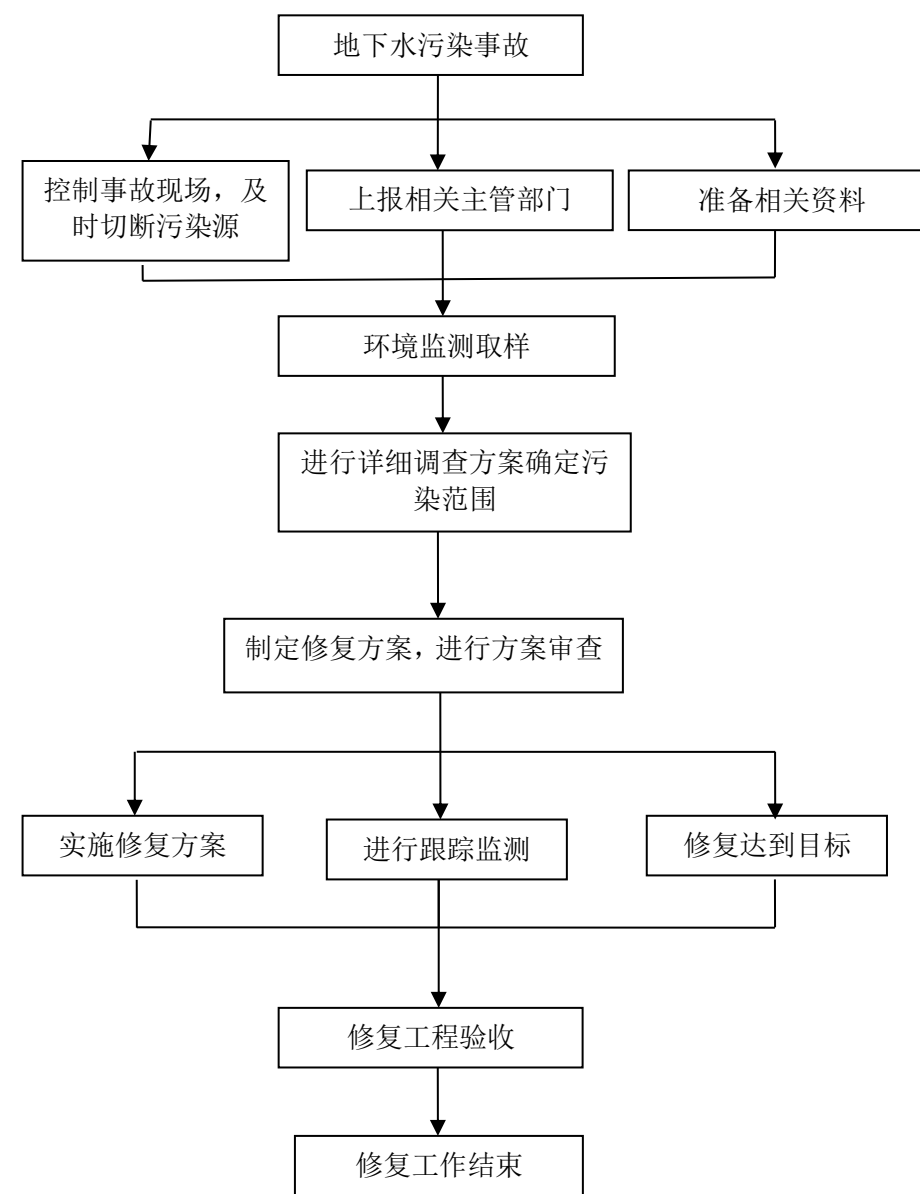 地下水污染事故
控制事故现场，及
时切断污染源
上报相关主管部门
准备相关资料
环境监测取样
进行详细调查方案确定污
染范围
制定修复方案，进行方案审查
实施修复方案
进行跟踪监测
修复达到目标
修复工程验收
修复工作结束